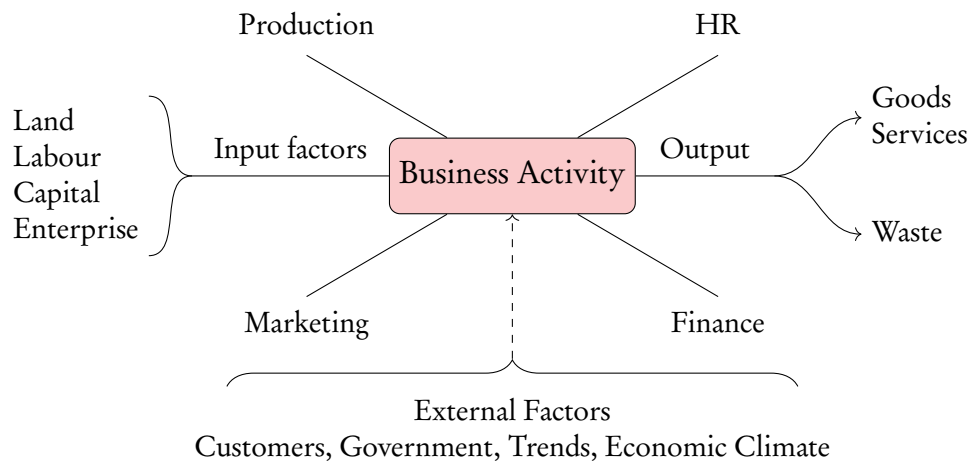 Production
HR
Land
Labour
Capital
Enterprise
Input factors
Business Activity
Output
Goods
Services
Waste
Marketing
Finance
External Factors
Customers, Government, Trends, Economic Climate